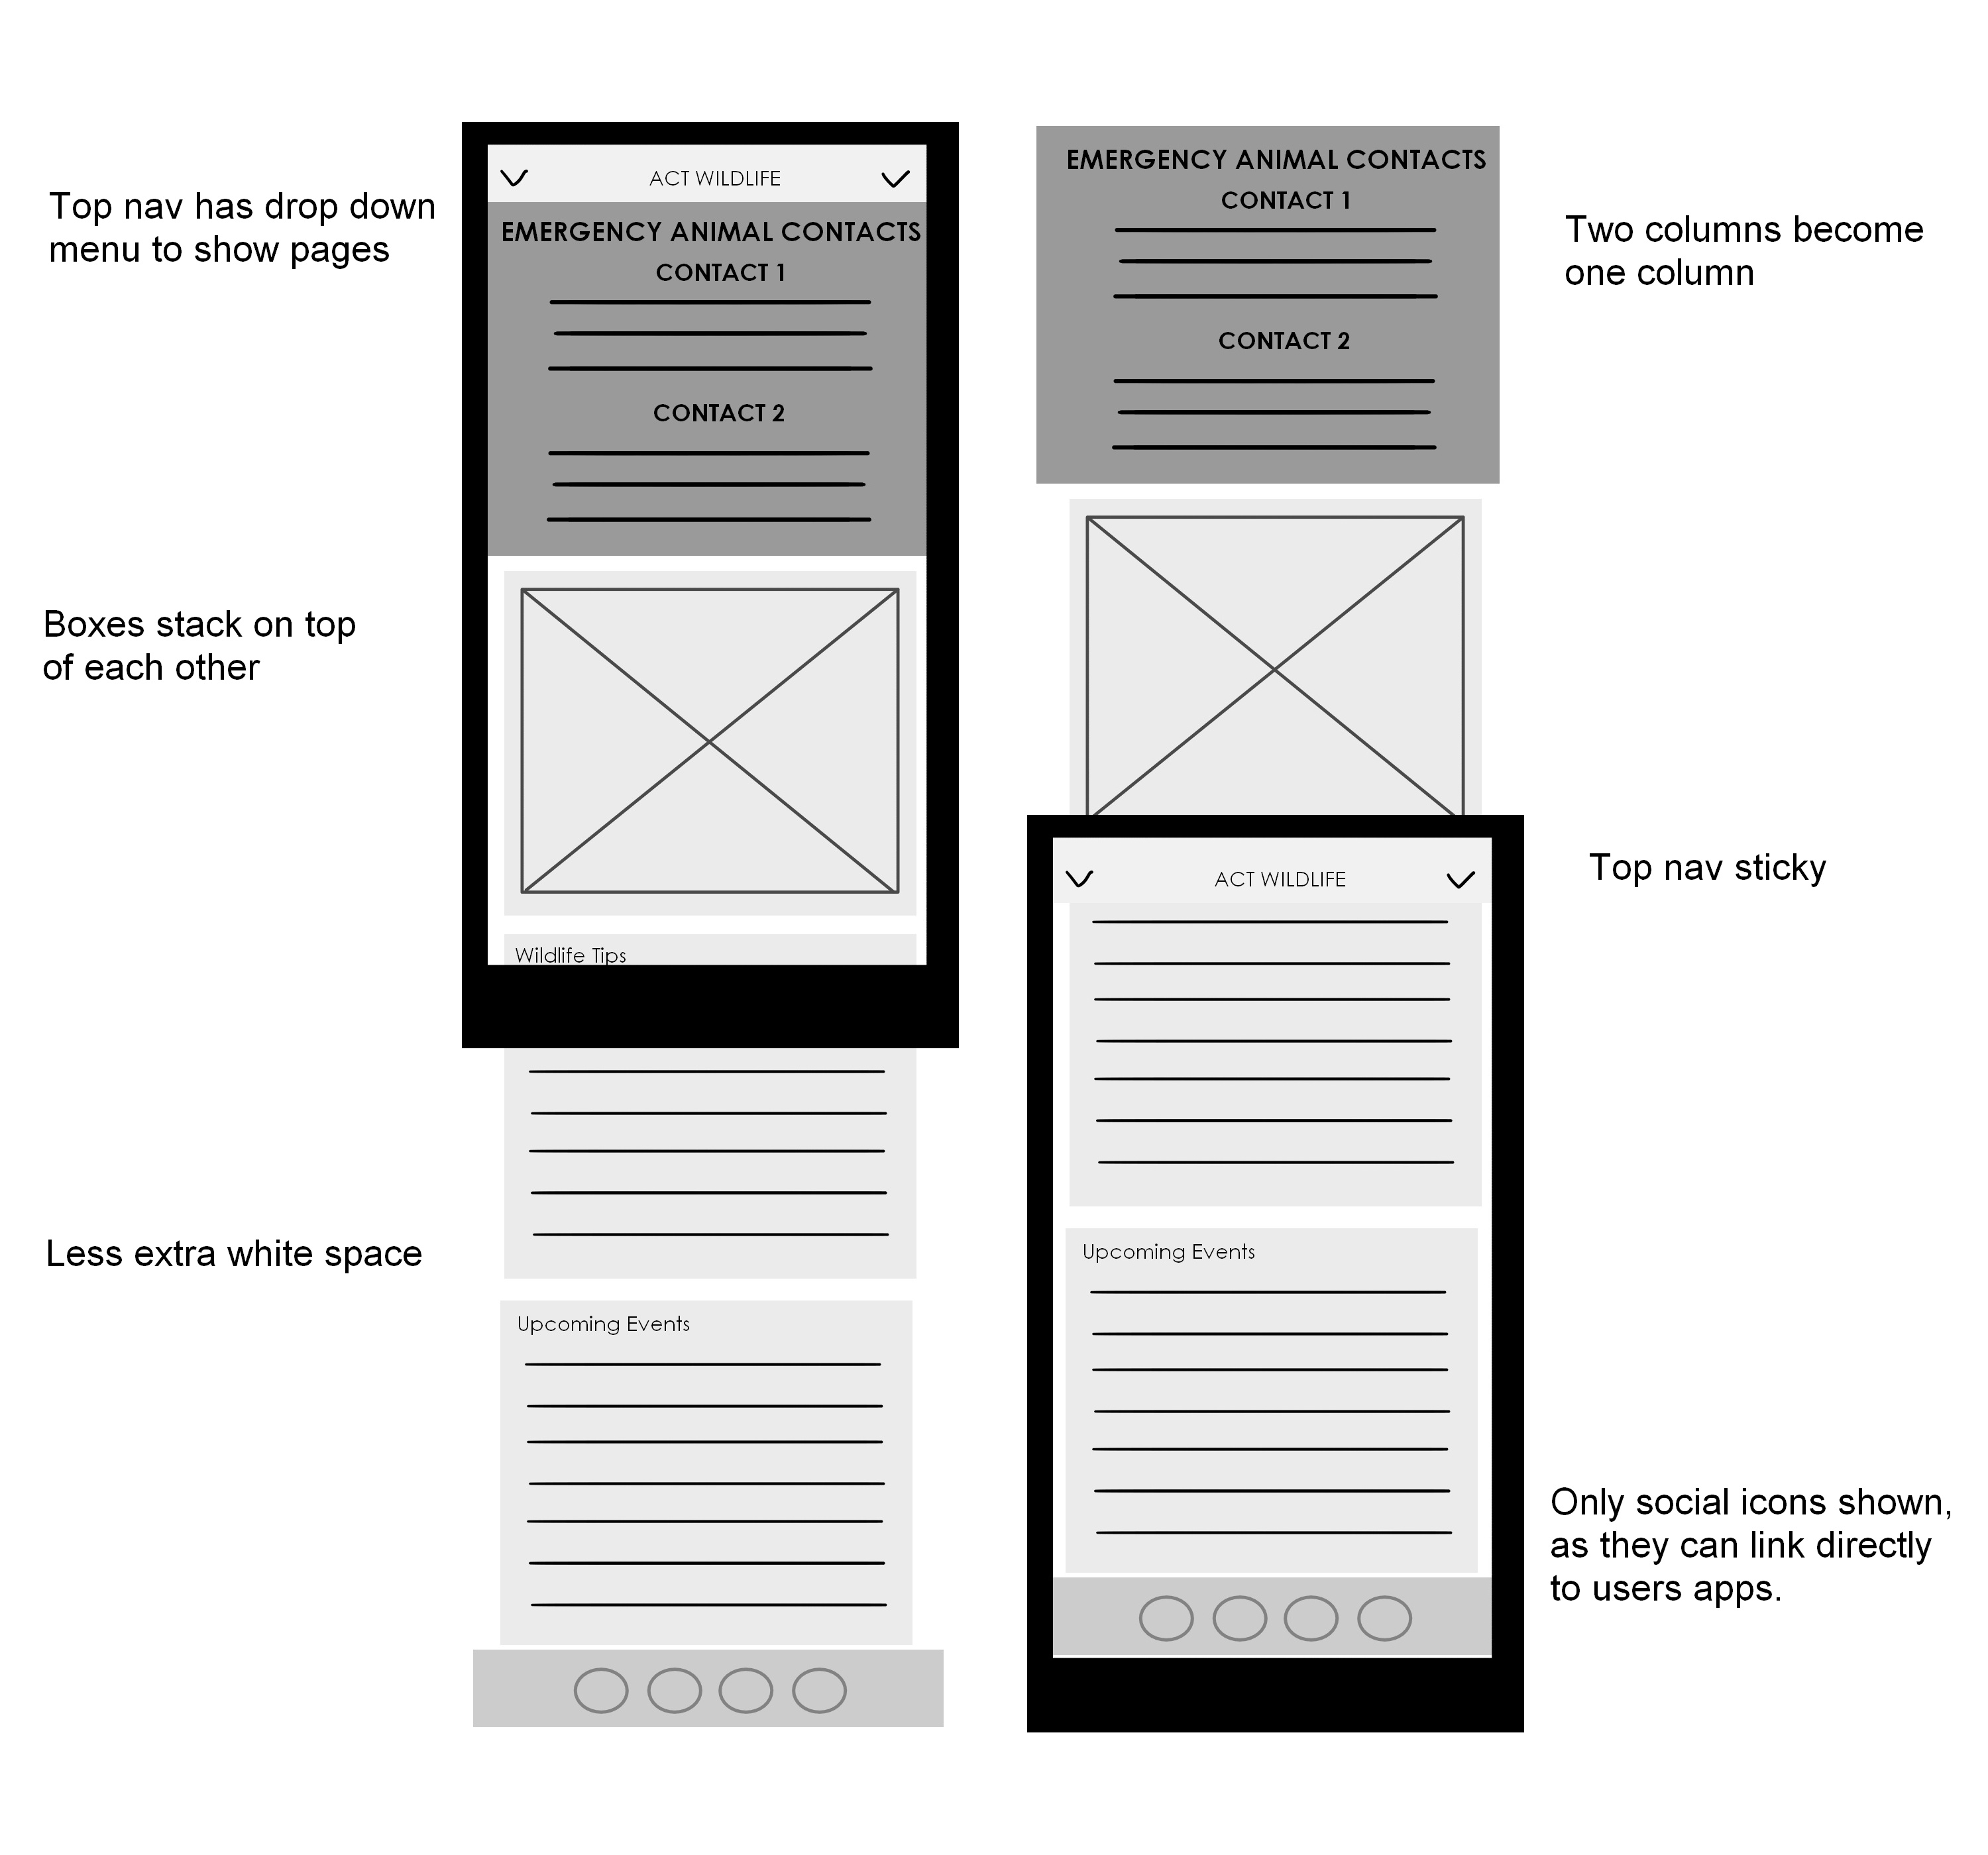 Top nav has drop down
menu to show pages
Boxes stack on top
of each other
Less extra white space
ACT WILDLIFE
EMERGENCY ANIMAL CONTACTS
CONTACT 1
CONTACT 2
Wildlife Tips
Upcoming Events
EMERGENCY ANIMAL CONTACTS
CONTACT 1
CONTACT 2
ACT WILDLIFE
Upcoming Events
Two columns become
one column
Top nav sticky
Only social icons shown,
as they can link directly
to users apps.